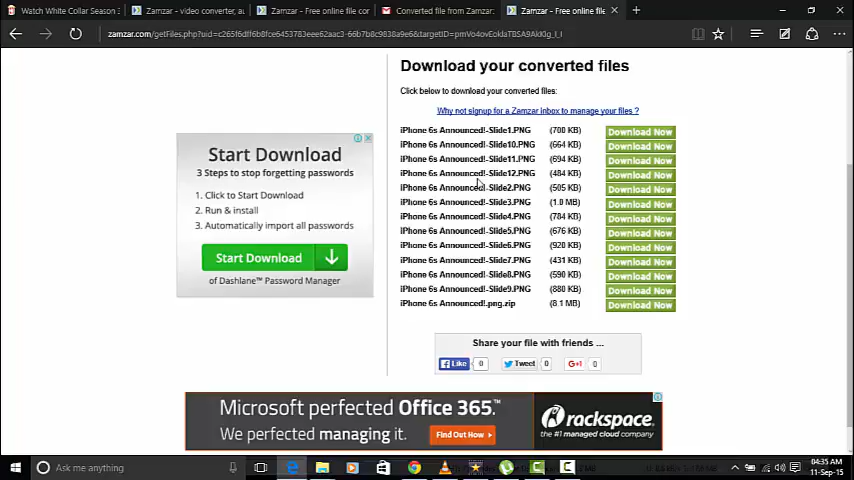 Watch White Collar Season 3
Zamzar - video converter, au
Zamzar - Free online file cor
Converted file from Zamzar:
Zamzar - Free online file
zamzar.com/getFiles.php?
Download your converted files
Click below to download your converted files:
Why not signup for a Zamzar inbox to manage your files ?
iPhone 6s Announced!-Slide1.PNG (700 KB) Download Now
iPhone 6s Announced!-Slide10.PNG (664 KB) Download Now
iPhone 6s Announced!-Slide11.PNG (694 KB) Download Now
iPhone 6s Announced!-Slide12.PNG (484 KB) Download Now
iPhone 6s Announced!-Slide2.PNG (505 KB) Download Now
iPhone 6s Announced!-Slide3.PNG (1.0 MB) Download Now
iPhone 6s Announced!-Slide4.PNG (784 KB) Download Now
iPhone 6s Announced!-Slide5.PNG (676 KB) Download Now
iPhone 6s Announced!-Slide6.PNG (920 KB) Download Now
iPhone 6s Announced!-Slide7.PNG (431 KB) Download Now
iPhone 6s Announced!-Slide8.PNG (590 KB) Download Now
iPhone 6s Announced!-Slide9.PNG (880 KB) Download Now
iPhone 6s Announced!.png.zip (8.1 MB) Download Now
Start Download
3 Steps to stop forgetting passwords
1. Click to Start Download
2. Run & install
3. Automatically import all passwords
Start Download
of Dashlane™ Password Manager
Share your file with friends ...
Like 0 Tweet 0 G+1 0
Microsoft perfected Office 365.™
We perfected managing it. Find Out Now
rackspace.
the #1 managed cloud company
Ask me anything
04:35 AM
11-Sep-15